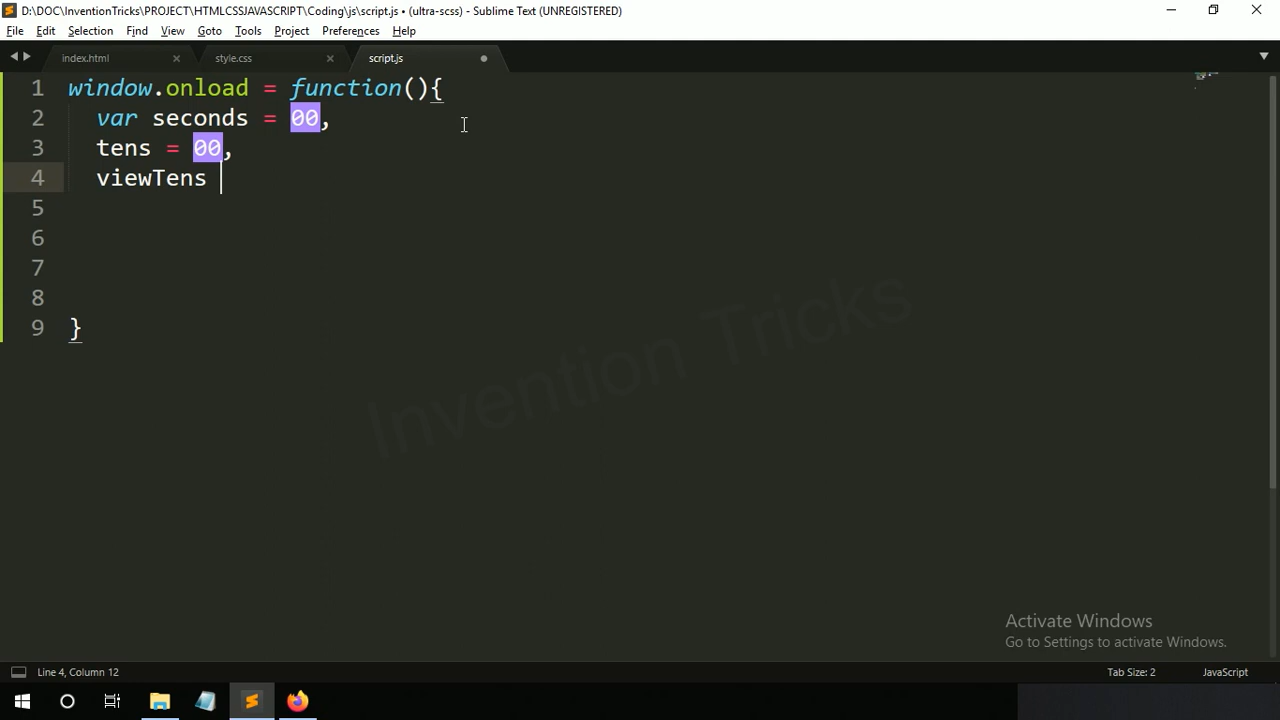 D:\DOC\InventionTricks\PROJECT\HTMLCSSJAVASCRIPT\Coding\js\script.js • (ultra-scss) - Sublime Text (UNREGISTERED)
File Edit Selection Find View Goto Tools Project Preferences Help
index.html style.css script.js
1 window.onload = function(){
2 var seconds = 00,
3 tens = 00,
4 viewTens
5
6
7
8
9 }
Invention Tricks
Activate Windows
Go to Settings to activate Windows.
Line 4, Column 12 Tab Size: 2 JavaScript